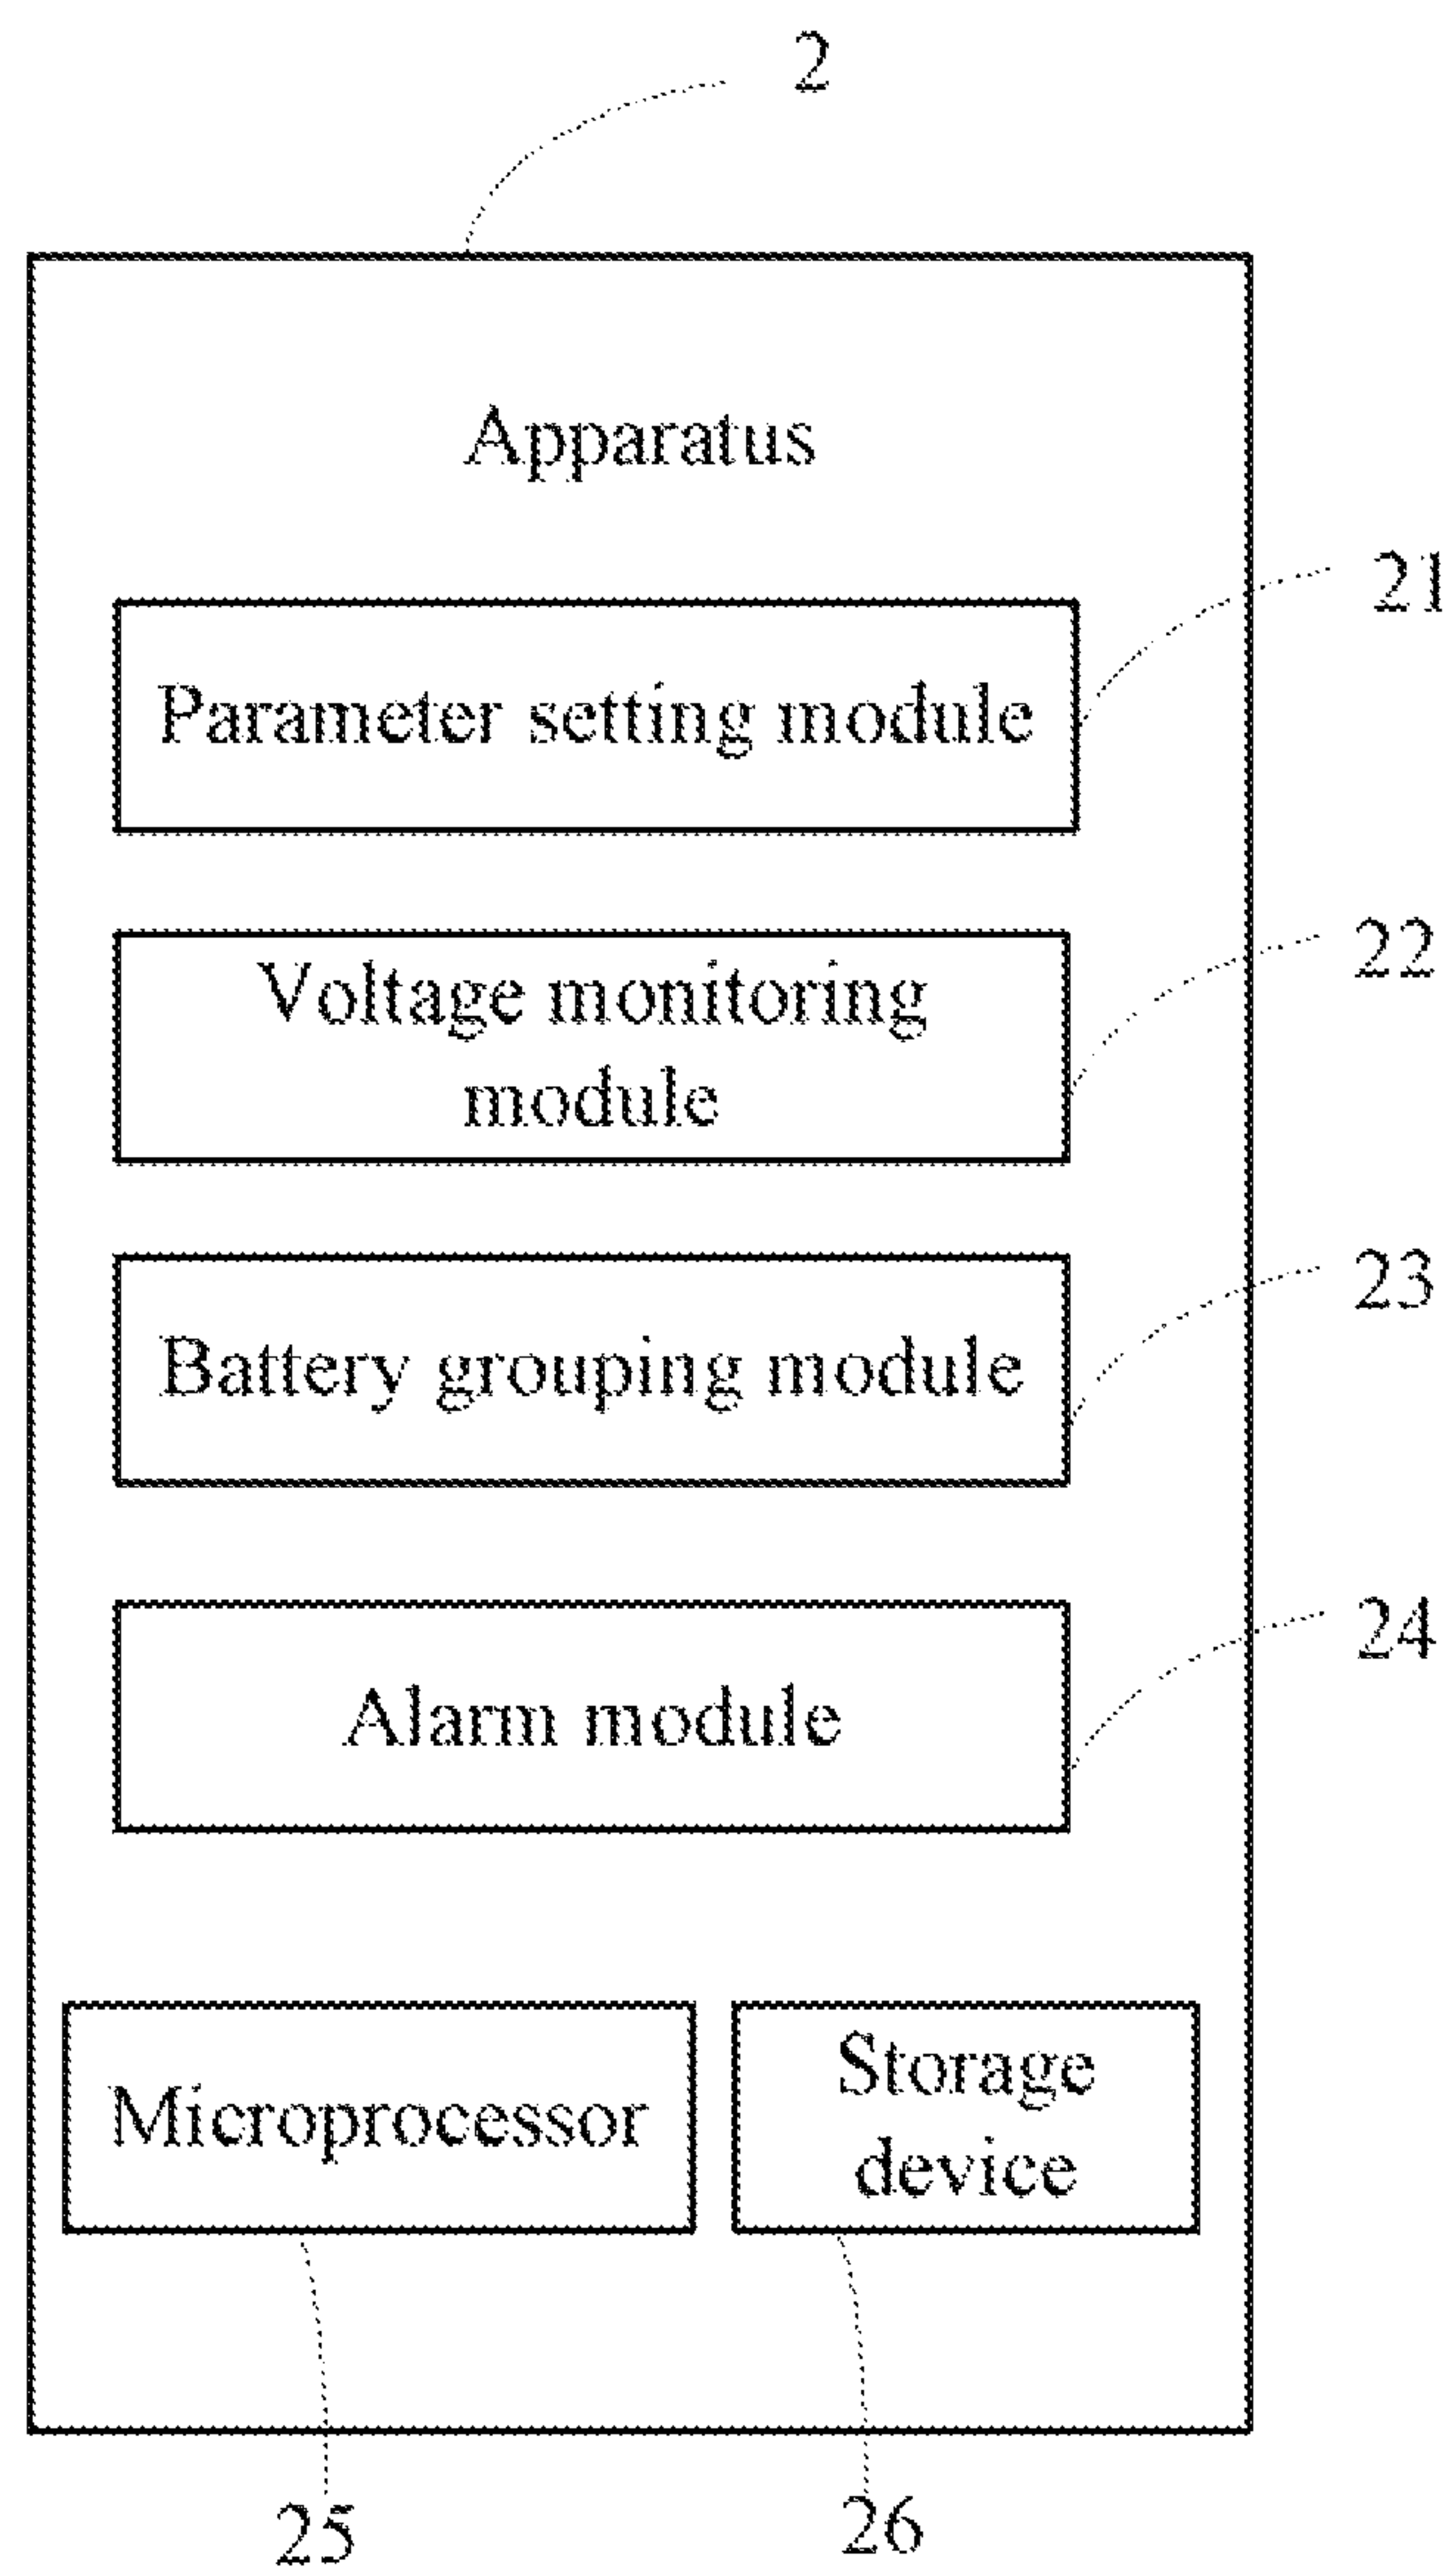 2
Apparatus
21
Parameter setting module
22
Voltage monitoring
module
23
Battery grouping module
24
Alarm module
Microprocessor
Storage
device
25
26